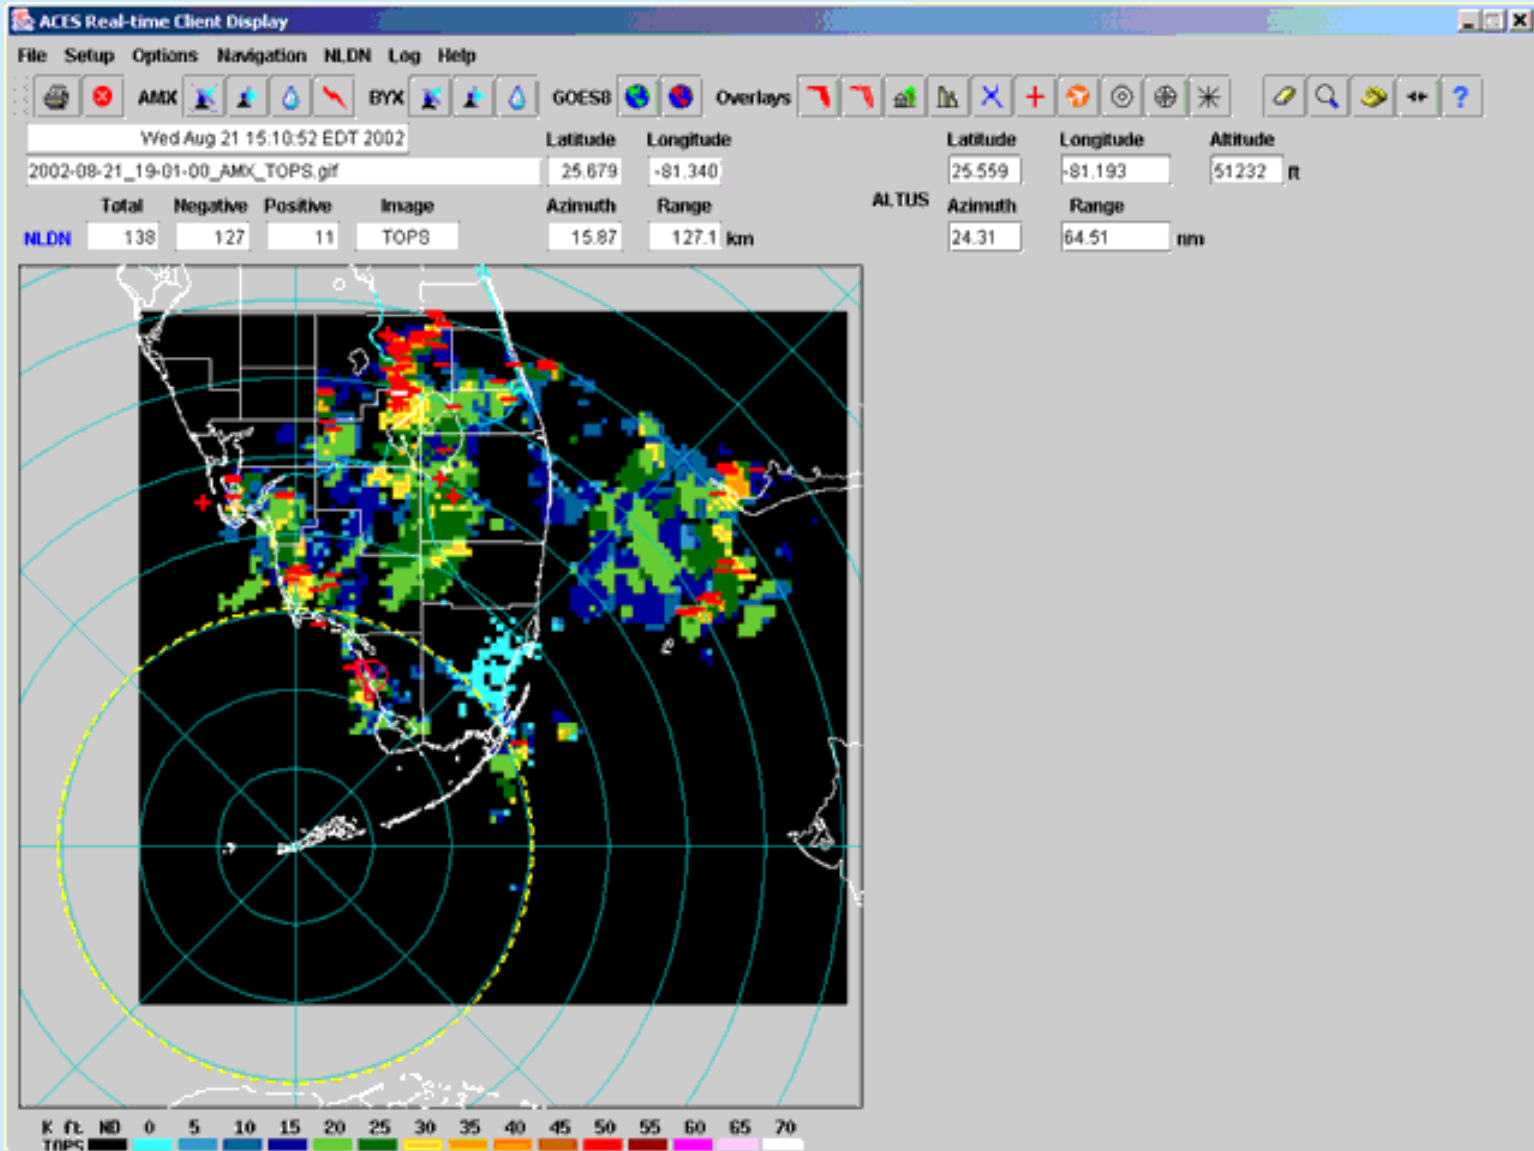 ACES Real-time Client Display
File Setup Options Navigation NLDN Log Help
AMX BYX GOES8 Overlays ?
Wed Aug 21 15:10:52 EDT 2002 Latitude Longitude Latitude Longitude Altitude
2002-08-21_19-01-00_AMX_TOPS.gif 25.679 -81.340 25.559 -81.193 51232 ft
Total Negative Positive Image Azimuth Range ALTUS Azimuth Range
NLDN 138 127 11 TOPS 15.87 127.1 km 24.31 64.51 nm
K ft ND 0 5 10 15 20 25 30 35 40 45 50 55 60 65 70
TOPS